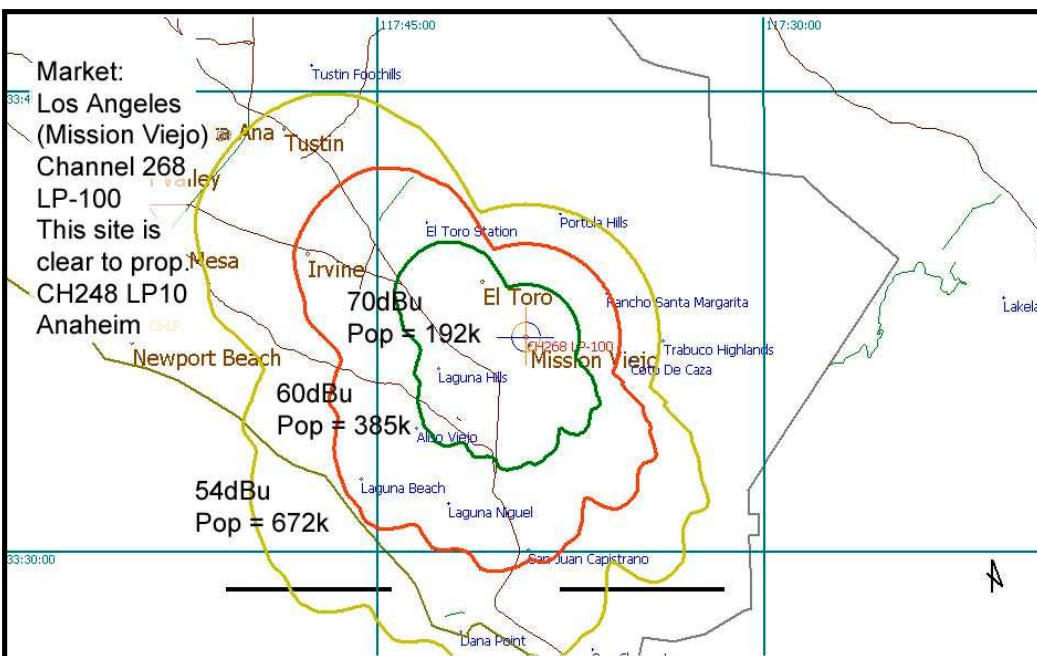 117:45:00
117:30:00
Market:
Los Angeles
(Mission Viejo)
Channel 268
LP-100
This site is
clear to prop.
CH248 LP10
Anaheim
Tustin Foothills
33:4
Ana
Tustin
Valley
El Toro Station
Portola Hills
Mesa
Irvine
El Toro
70dBu
Pop = 192k
Rancho Santa Margarita
Lakela
CH268 LP-100
Mission Viejo
Trabuco Highlands
Newport Beach
Laguna Hills
Coto De Caza
60dBu
Pop = 385k
Aliso Viejo
54dBu
Pop = 672k
Laguna Beach
Laguna Niguel
33:30:00
San Juan Capistrano
N
Dana Point